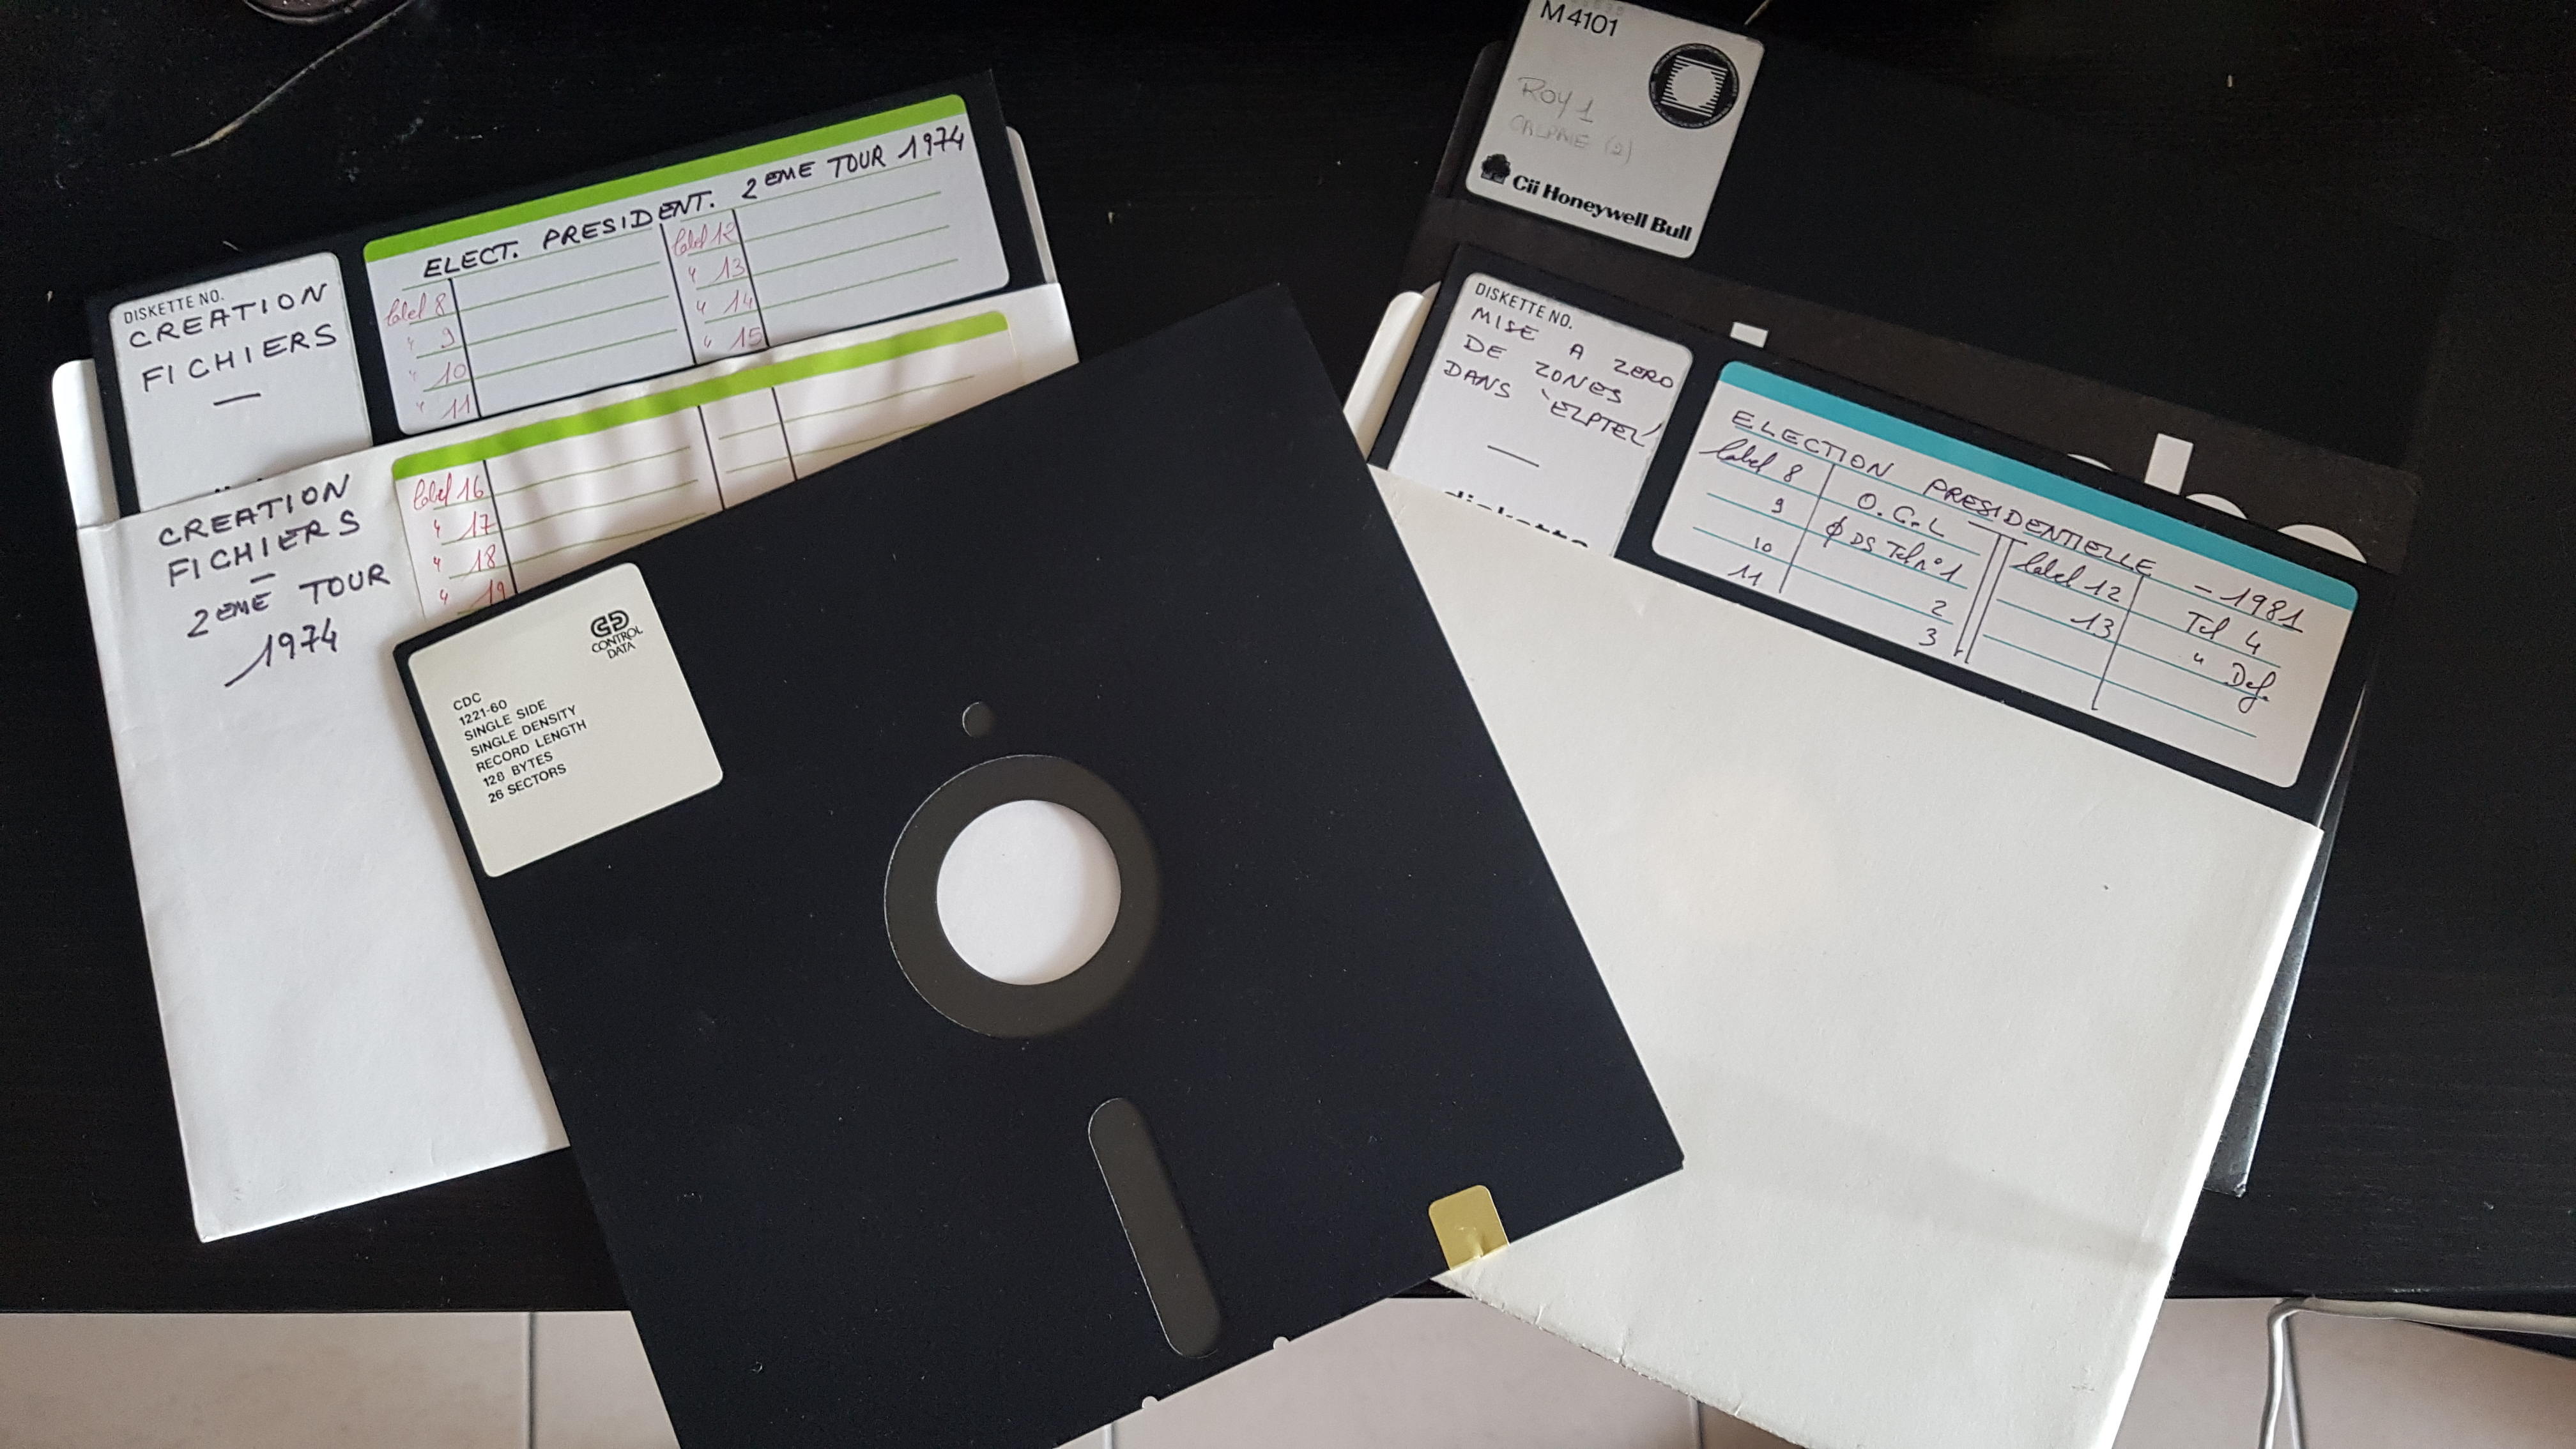 DISKETTE NO.
CREATION
FICHIERS
—
ELECT. PRESIDENT. 2EME TOUR 1974
label 8
" 9
" 10
" 11
label 12
" 13
" 14
" 15
CREATION
FICHIERS
—
2EME TOUR
1974
label 16
" 17
" 18
" 19
CONTROL
DATA
CDC
1221-60
SINGLE SIDE
SINGLE DENSITY
RECORD LENGTH
128 BYTES
26 SECTORS
M 4101
ROY 1
Cii Honeywell Bull
DISKETTE NO.
MISE A ZERO
DE ZONES
DANS 'ELPTEL'
—
ELECTION PRESIDENTIELLE - 1981
label 8 O.G.L
9 ϕ DS Tel n°1
10 2
11 3
label 12 Tel 4
13 " Def